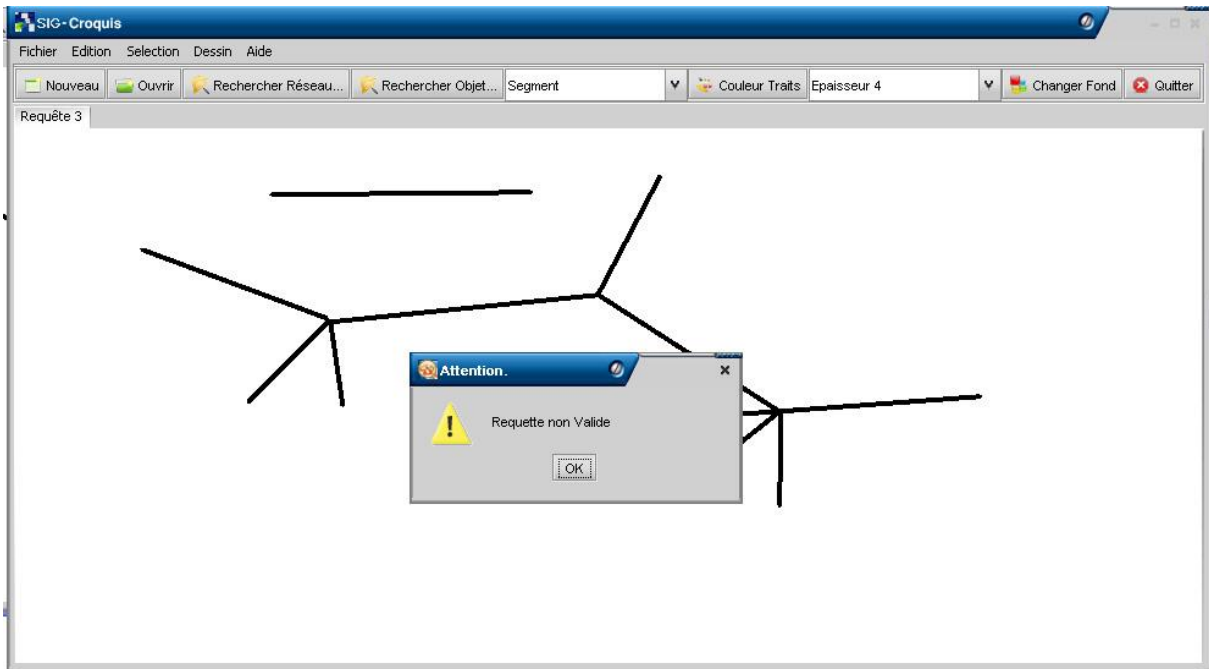 SIG-Croquis
Fichier Edition Selection Dessin Aide
Nouveau Ouvrir Rechercher Réseau... Rechercher Objet... Segment Couleur Traits Epaisseur 4 Changer Fond Quitter
Requête 3
Attention.
Requette non Valide
OK